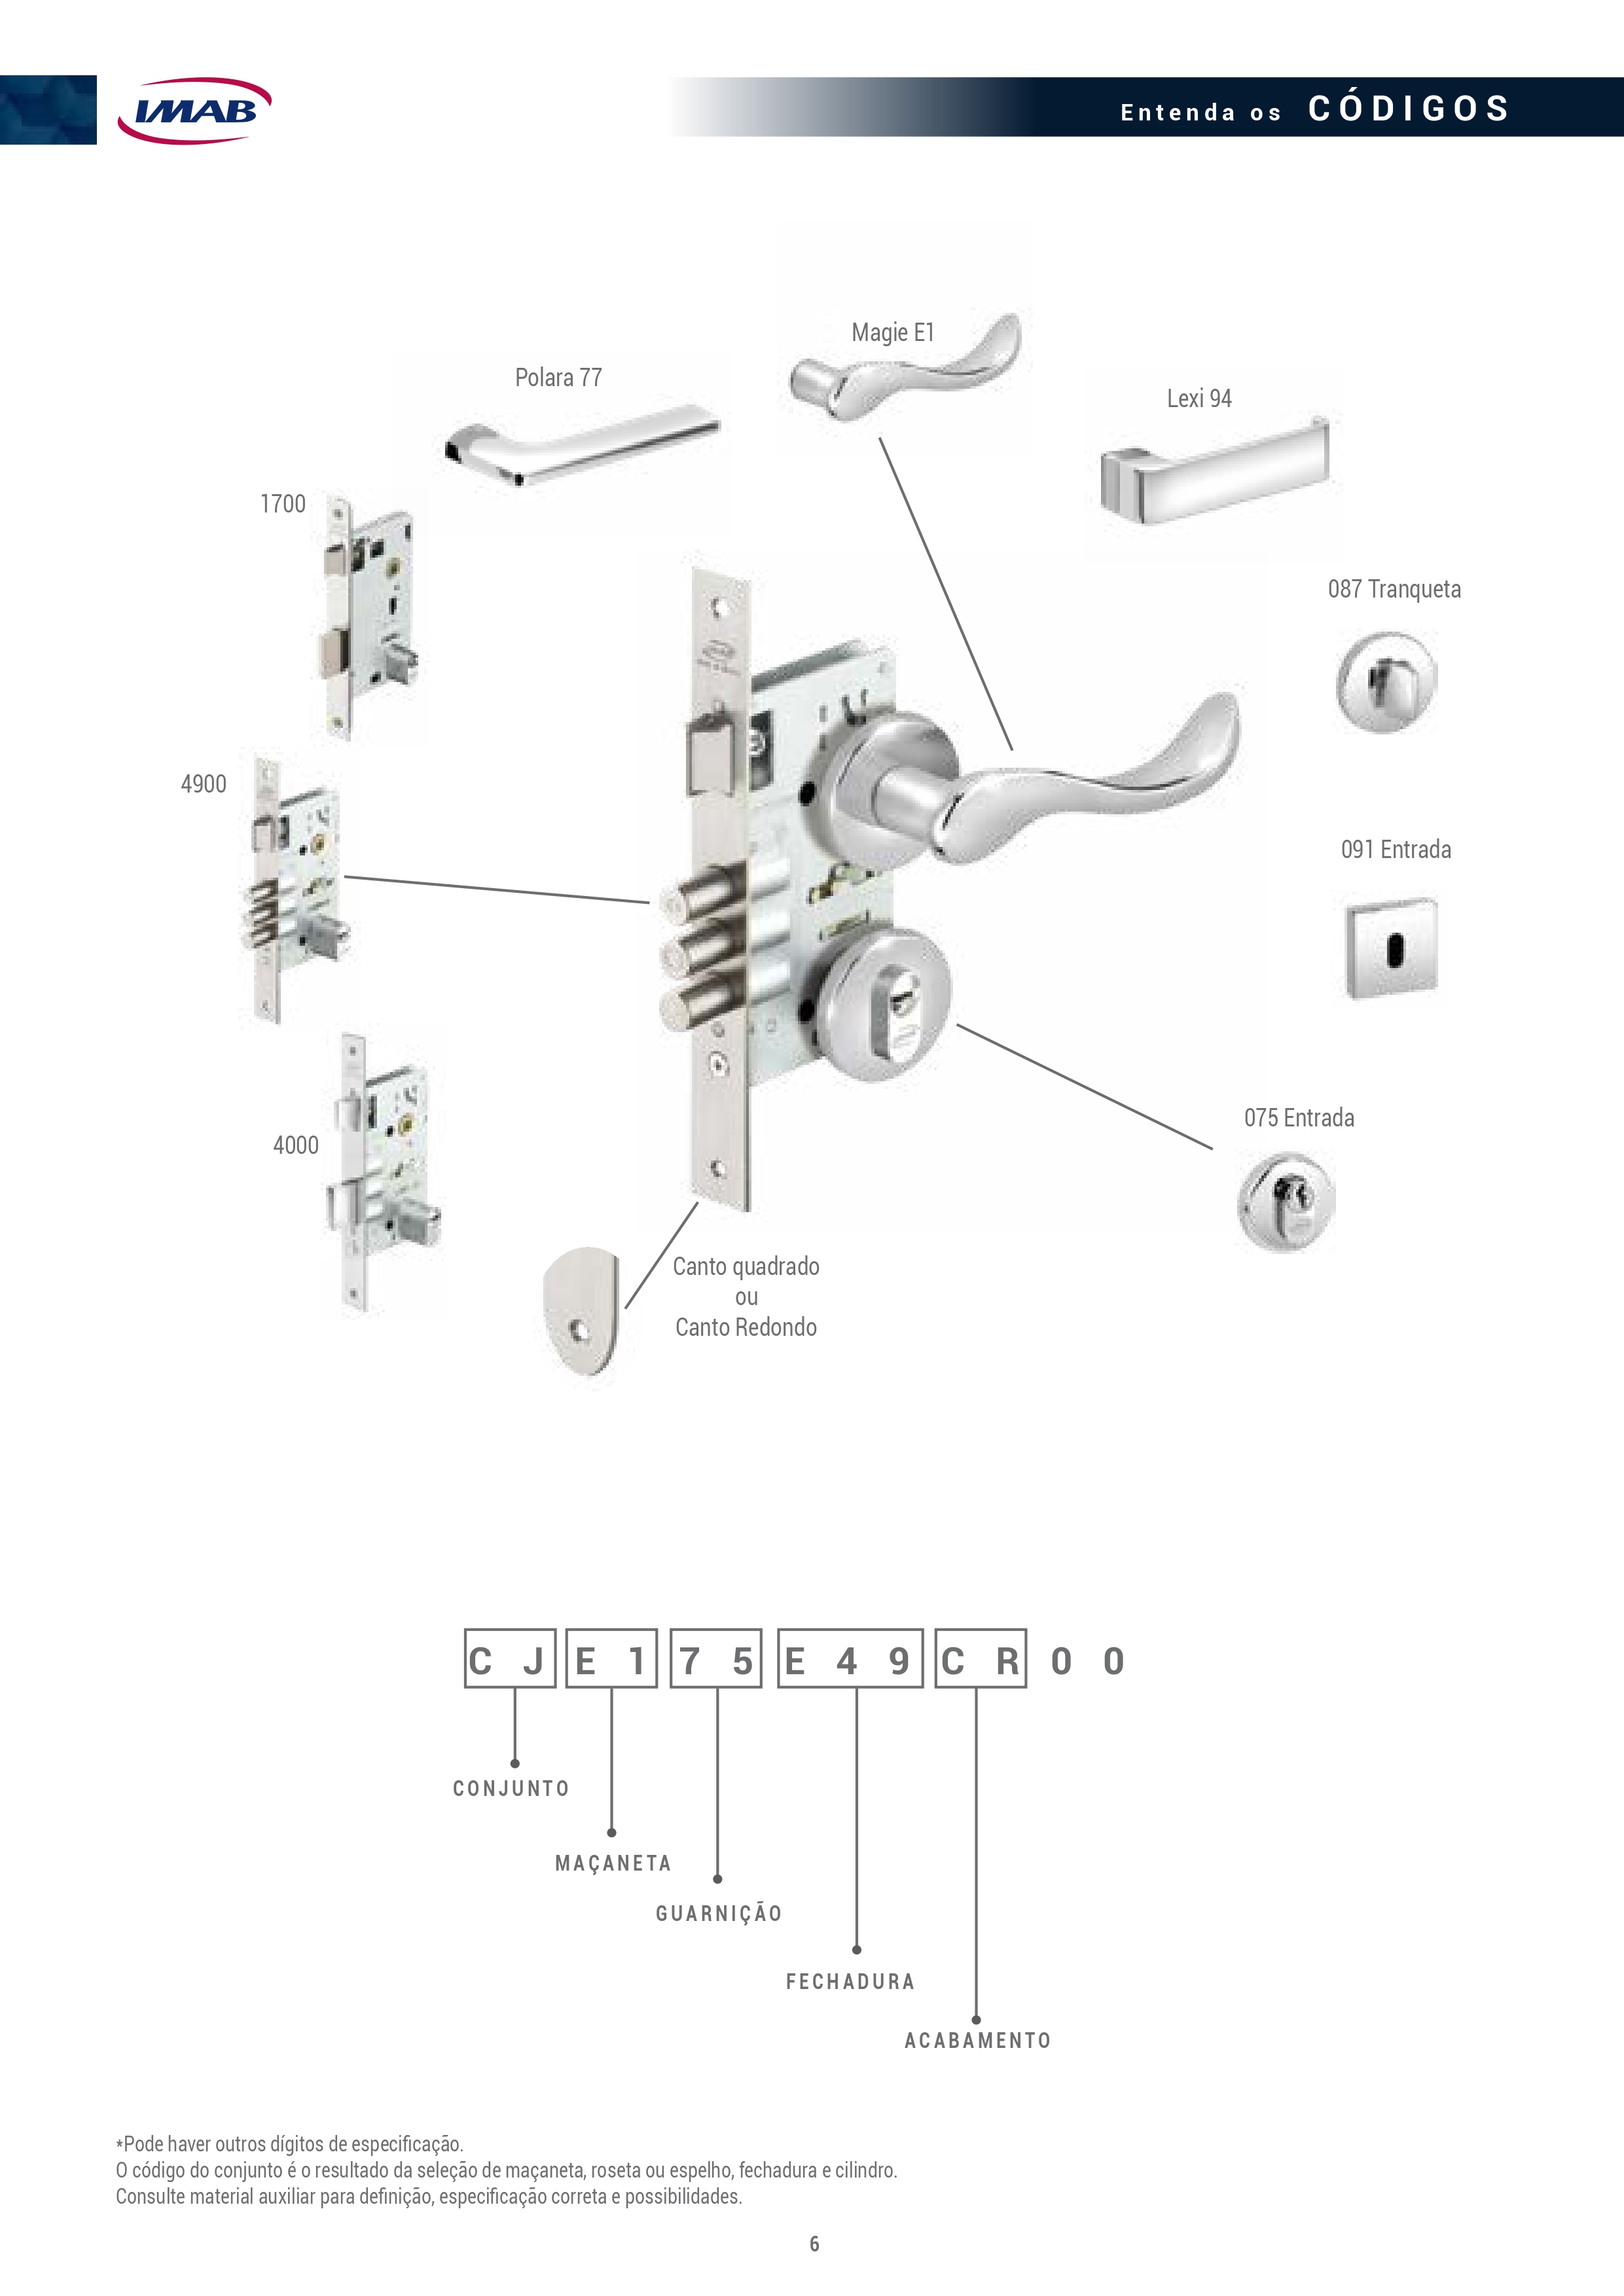 IMAB
Entenda os CÓDIGOS
Magie E1
Polara 77
Lexi 94
1700
087 Tranqueta
4900
091 Entrada
075 Entrada
4000
Canto quadrado
ou
Canto Redondo
C J E 1 7 5 E 4 9 C R 0 0
CONJUNTO
MAÇANETA
GUARNIÇÃO
FECHADURA
ACABAMENTO
*Pode haver outros dígitos de especificação.
O código do conjunto é o resultado da seleção de maçaneta, roseta ou espelho, fechadura e cilindro.
Consulte material auxiliar para definição, especificação correta e possibilidades.
6